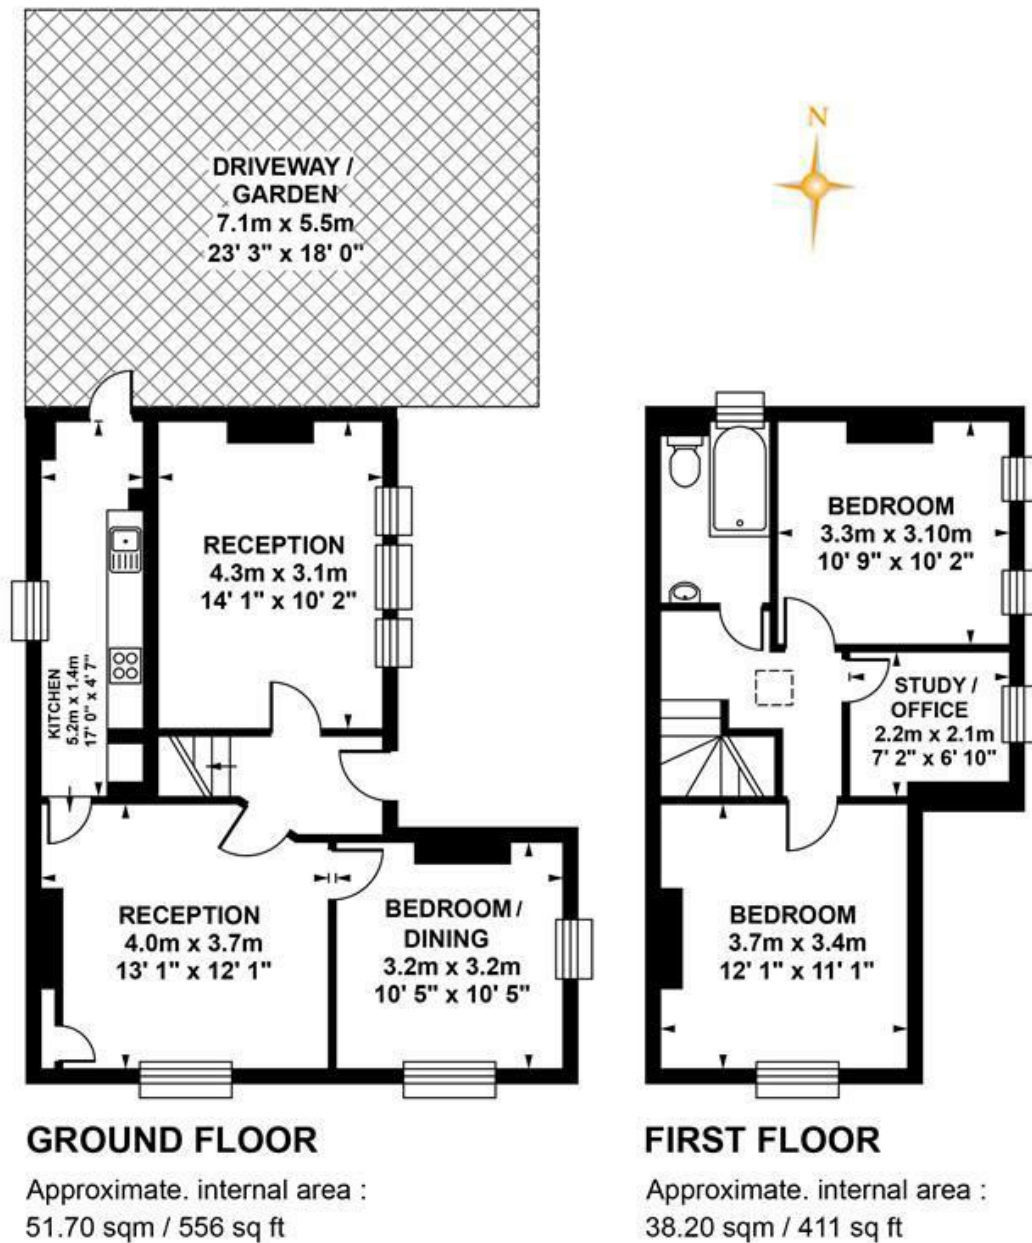 N
DRIVEWAY /
GARDEN
7.1m x 5.5m
23' 3" x 18' 0"
RECEPTION
4.3m x 3.1m
14' 1" x 10' 2"
KITCHEN
5.2m x 1.4m
17' 0" x 4' 7"
RECEPTION
4.0m x 3.7m
13' 1" x 12' 1"
BEDROOM /
DINING
3.2m x 3.2m
10' 5" x 10' 5"
GROUND FLOOR
Approximate. internal area :
51.70 sqm / 556 sq ft
BEDROOM
3.3m x 3.10m
10' 9" x 10' 2"
STUDY /
OFFICE
2.2m x 2.1m
7' 2" x 6' 10"
BEDROOM
3.7m x 3.4m
12' 1" x 11' 1"
FIRST FLOOR
Approximate. internal area :
38.20 sqm / 411 sq ft